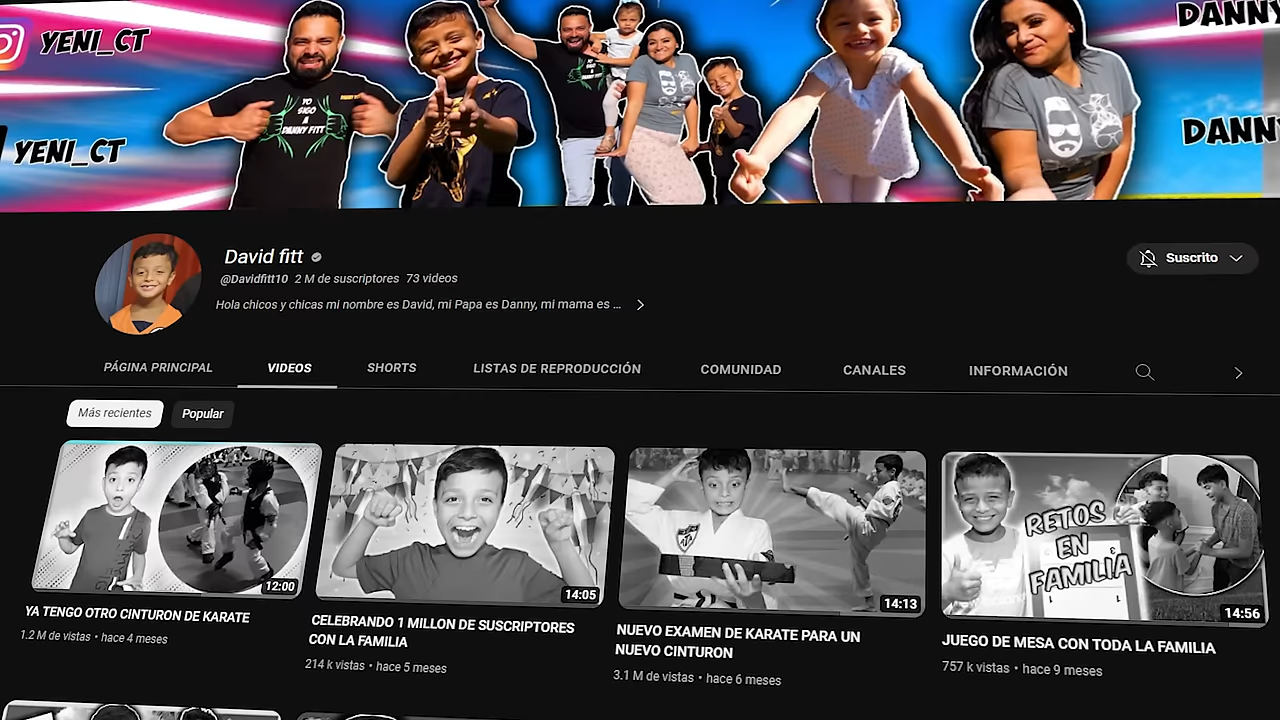 YENI_CT
DANNY
YENI_CT
DANNY
YO
SIGO
A
DANNY FITT
David fitt
@Davidfitt10 2 M de suscriptores 73 videos
Hola chicos y chicas mi nombre es David, mi Papa es Danny, mi mama es ...
Suscrito
PÁGINA PRINCIPAL VIDEOS SHORTS LISTAS DE REPRODUCCIÓN COMUNIDAD CANALES INFORMACIÓN
Más recientes Popular
RETOS
EN
FAMILIA
12:00 14:05 14:13 14:56
YA TENGO OTRO CINTURON DE KARATE
1.2 M de vistas • hace 4 meses
CELEBRANDO 1 MILLON DE SUSCRIPTORES
CON LA FAMILIA
214 k vistas • hace 5 meses
NUEVO EXAMEN DE KARATE PARA UN
NUEVO CINTURON
3.1 M de vistas • hace 6 meses
JUEGO DE MESA CON TODA LA FAMILIA
757 k vistas • hace 9 meses